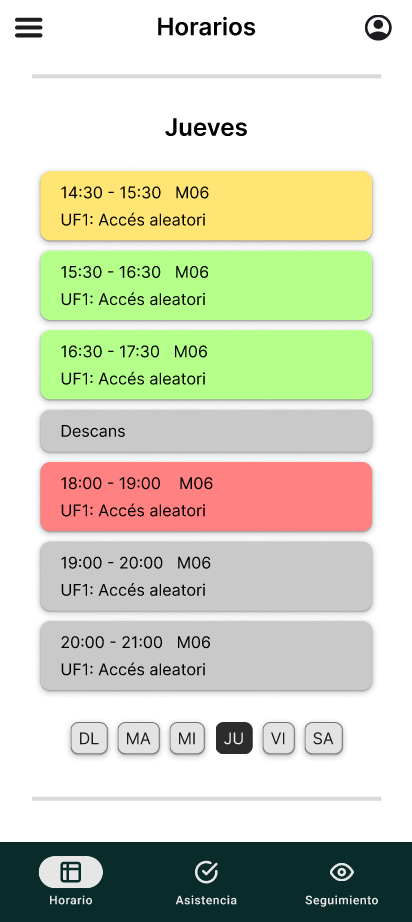 Horarios
Jueves
14:30 - 15:30 M06
UF1: Accés aleatori
15:30 - 16:30 M06
UF1: Accés aleatori
16:30 - 17:30 M06
UF1: Accés aleatori
Descans
18:00 - 19:00 M06
UF1: Accés aleatori
19:00 - 20:00 M06
UF1: Accés aleatori
20:00 - 21:00 M06
UF1: Accés aleatori
DL MA MI JU VI SA
Horario Asistencia Seguimiento